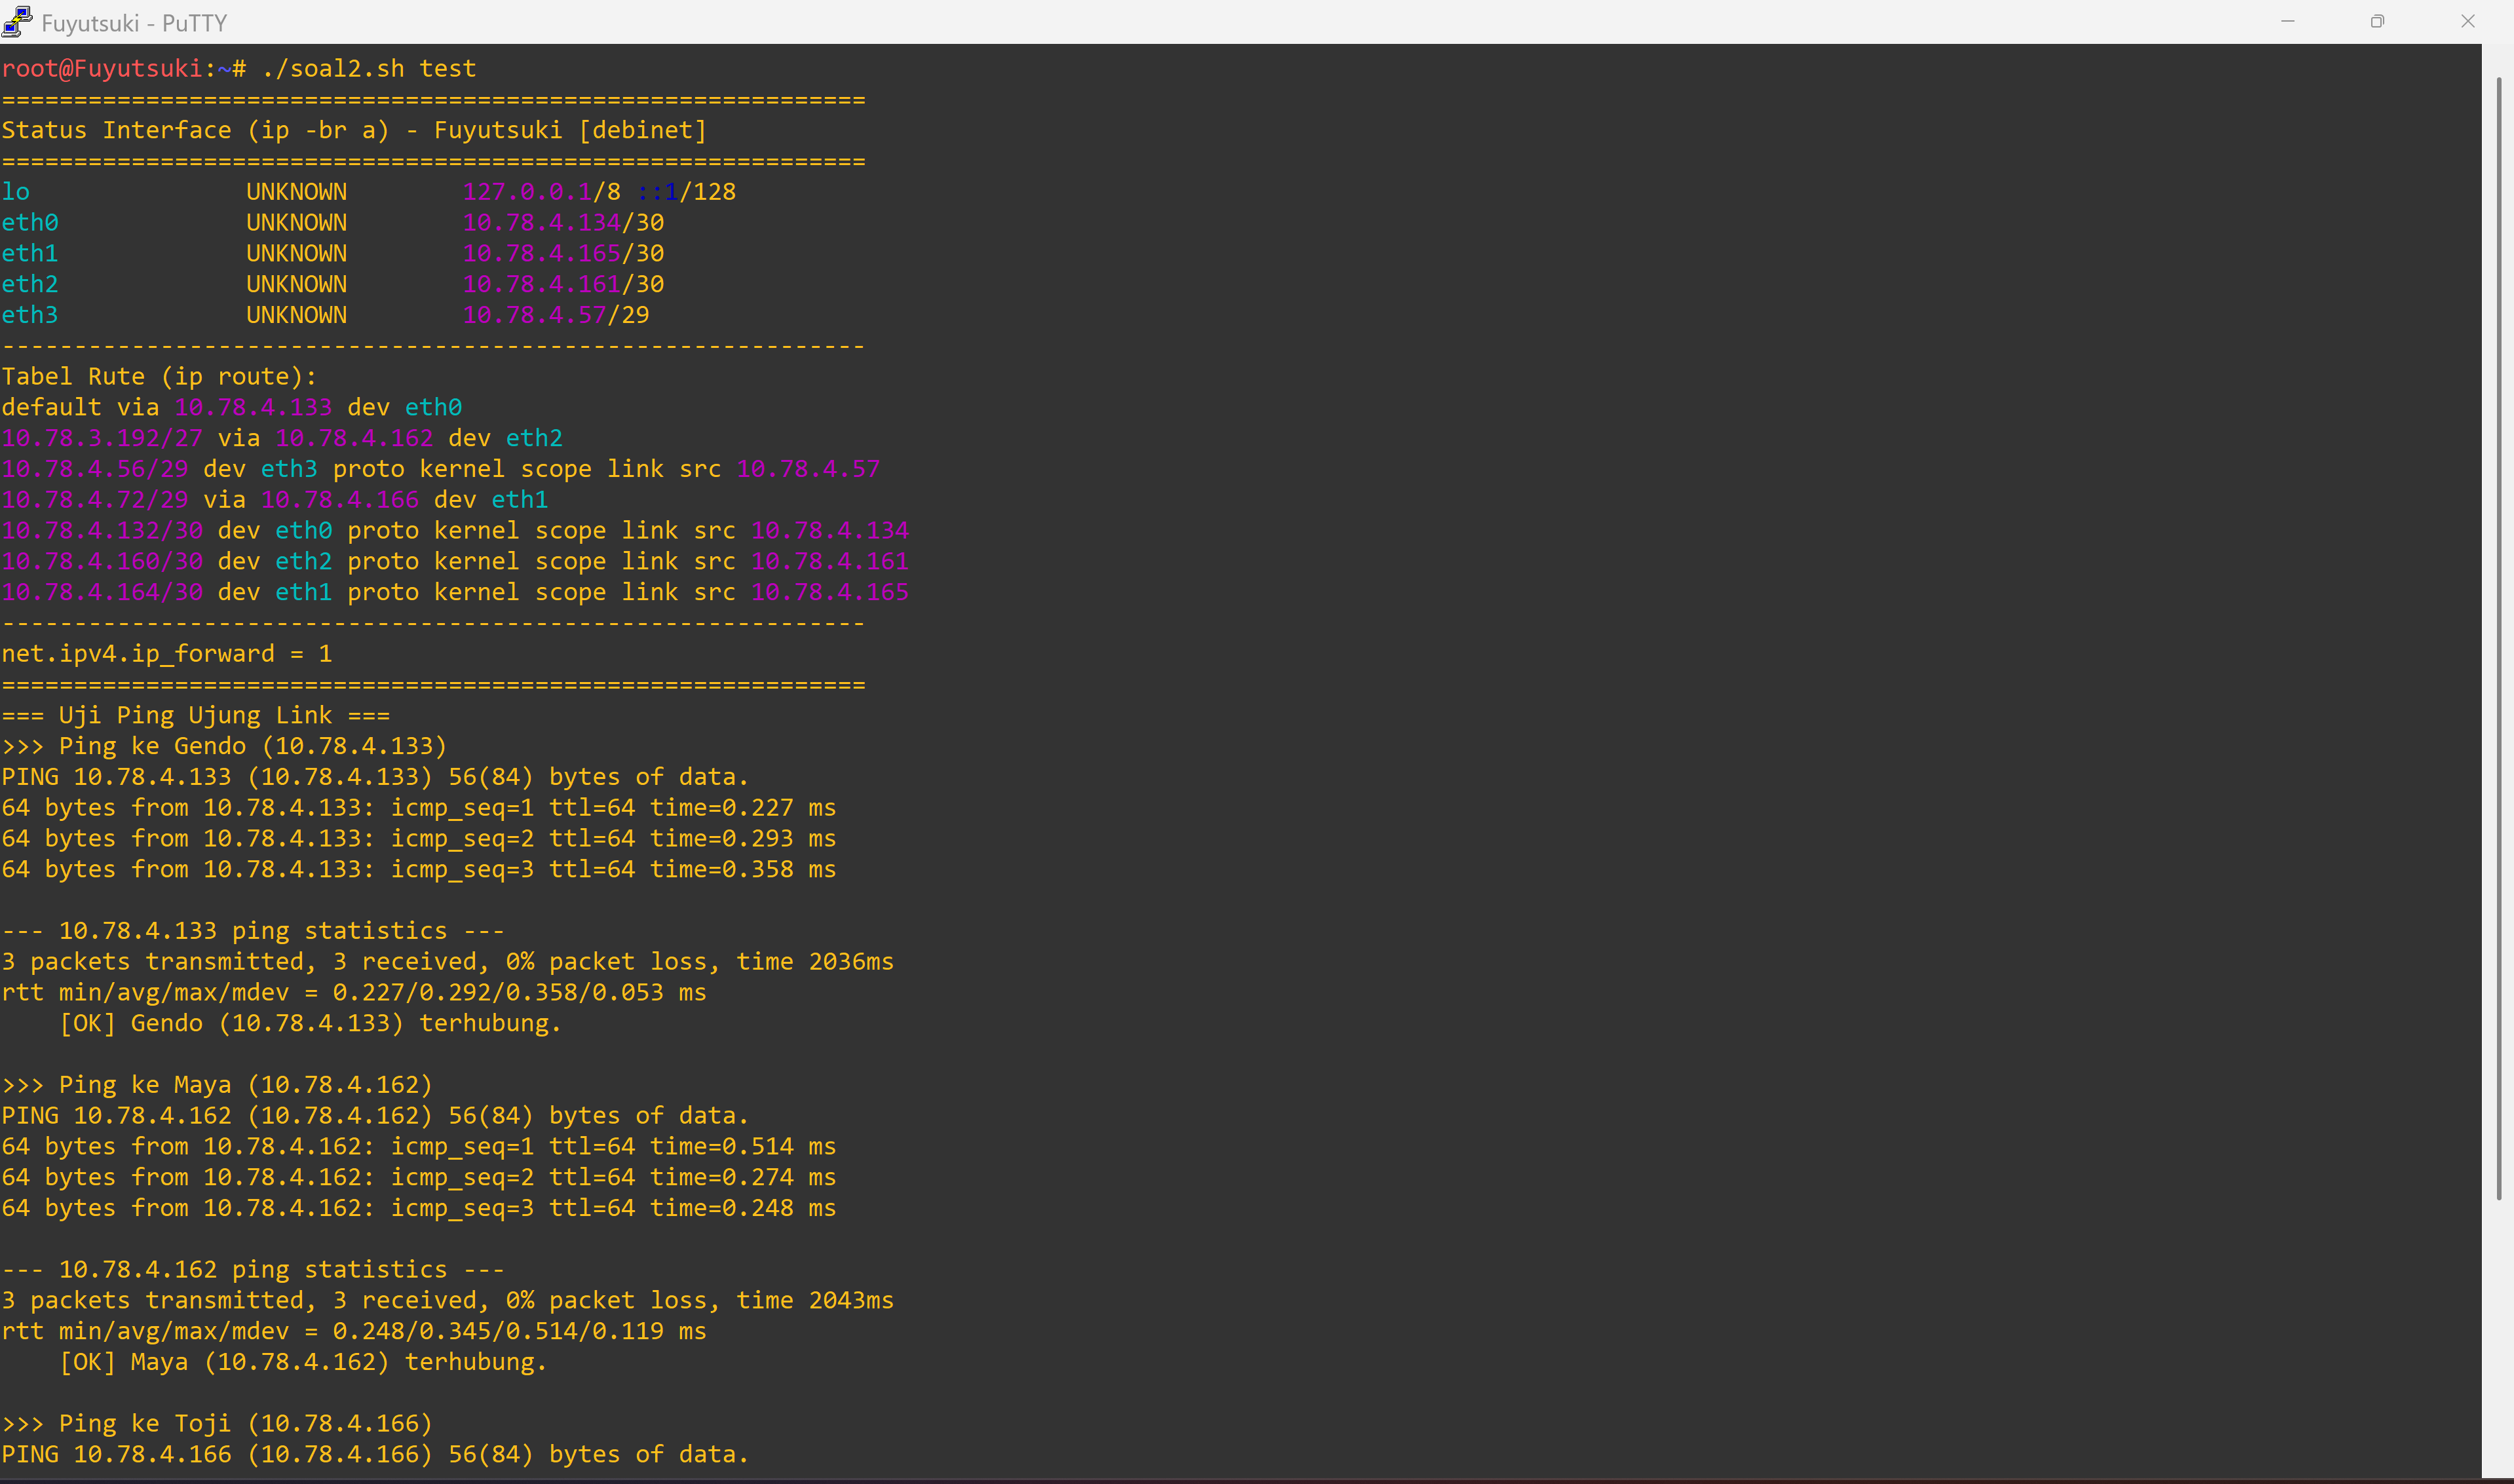 Fuyutsuki - PuTTY
root@Fuyutsuki:~# ./soal2.sh test
============================================================
Status Interface (ip -br a) - Fuyutsuki [debinet]
============================================================
lo               UNKNOWN        127.0.0.1/8 ::1/128
eth0             UNKNOWN        10.78.4.134/30
eth1             UNKNOWN        10.78.4.165/30
eth2             UNKNOWN        10.78.4.161/30
eth3             UNKNOWN        10.78.4.57/29
------------------------------------------------------------
Tabel Rute (ip route):
default via 10.78.4.133 dev eth0
10.78.3.192/27 via 10.78.4.162 dev eth2
10.78.4.56/29 dev eth3 proto kernel scope link src 10.78.4.57
10.78.4.72/29 via 10.78.4.166 dev eth1
10.78.4.132/30 dev eth0 proto kernel scope link src 10.78.4.134
10.78.4.160/30 dev eth2 proto kernel scope link src 10.78.4.161
10.78.4.164/30 dev eth1 proto kernel scope link src 10.78.4.165
------------------------------------------------------------
net.ipv4.ip_forward = 1
============================================================
=== Uji Ping Ujung Link ===
>>> Ping ke Gendo (10.78.4.133)
PING 10.78.4.133 (10.78.4.133) 56(84) bytes of data.
64 bytes from 10.78.4.133: icmp_seq=1 ttl=64 time=0.227 ms
64 bytes from 10.78.4.133: icmp_seq=2 ttl=64 time=0.293 ms
64 bytes from 10.78.4.133: icmp_seq=3 ttl=64 time=0.358 ms

--- 10.78.4.133 ping statistics ---
3 packets transmitted, 3 received, 0% packet loss, time 2036ms
rtt min/avg/max/mdev = 0.227/0.292/0.358/0.053 ms
    [OK] Gendo (10.78.4.133) terhubung.

>>> Ping ke Maya (10.78.4.162)
PING 10.78.4.162 (10.78.4.162) 56(84) bytes of data.
64 bytes from 10.78.4.162: icmp_seq=1 ttl=64 time=0.514 ms
64 bytes from 10.78.4.162: icmp_seq=2 ttl=64 time=0.274 ms
64 bytes from 10.78.4.162: icmp_seq=3 ttl=64 time=0.248 ms

--- 10.78.4.162 ping statistics ---
3 packets transmitted, 3 received, 0% packet loss, time 2043ms
rtt min/avg/max/mdev = 0.248/0.345/0.514/0.119 ms
    [OK] Maya (10.78.4.162) terhubung.

>>> Ping ke Toji (10.78.4.166)
PING 10.78.4.166 (10.78.4.166) 56(84) bytes of data.